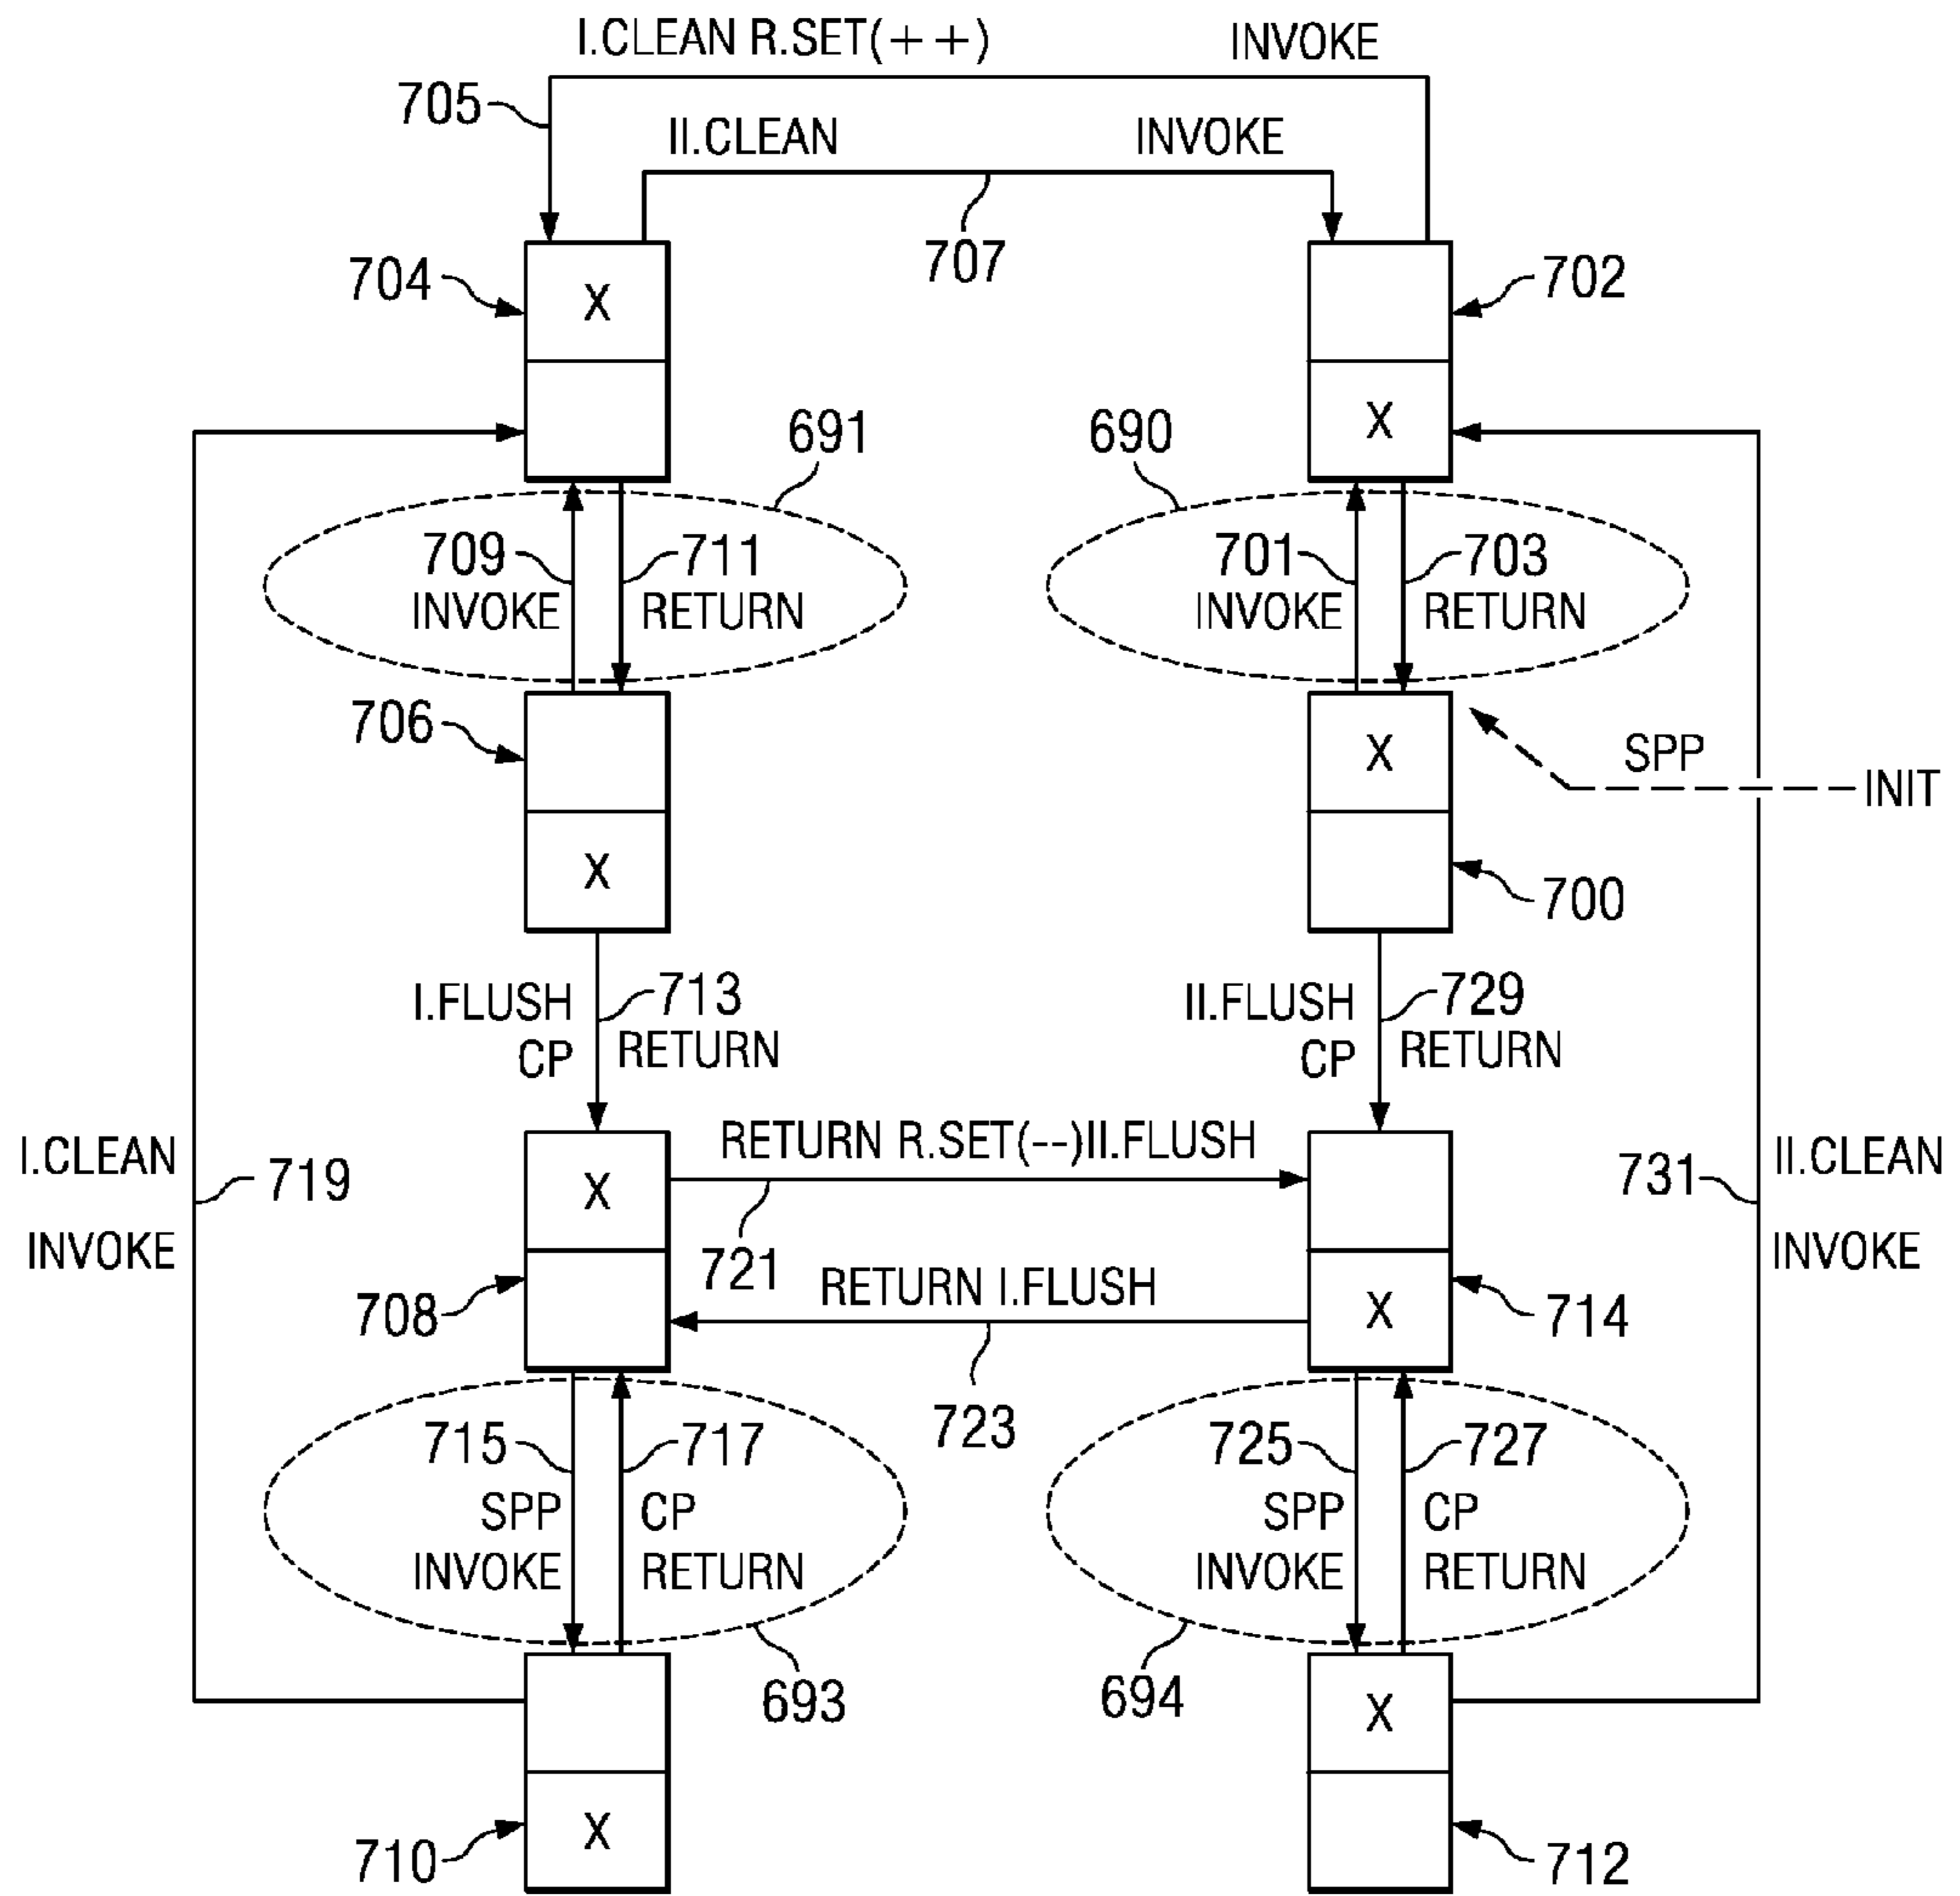 I.CLEAN R.SET(++) INVOKE
705
II.CLEAN INVOKE
707
704 X 702
X
691 690
709 711 701 703
INVOKE RETURN INVOKE RETURN
706 X SPP
INIT
X 700
I.FLUSH 713 II.FLUSH 729
CP RETURN CP RETURN
I.CLEAN 719 INVOKE
X RETURN R.SET(--)II.FLUSH 731 II.CLEAN
721 INVOKE
708 RETURN I.FLUSH X 714
723
715 717 725 727
SPP CP SPP CP
INVOKE RETURN INVOKE RETURN
693 694 X
710 X 712